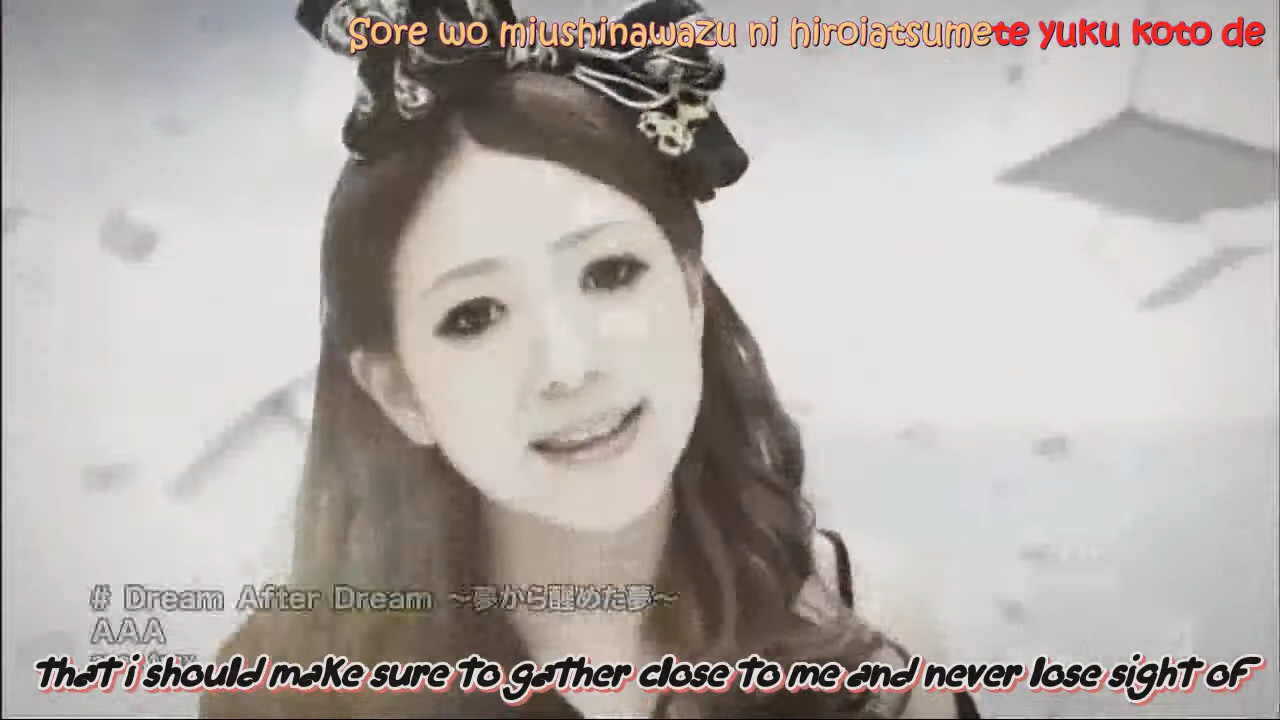 Sore wo miushinawazu ni hiroiatsumete yuku koto de
# Dream After Dream ～夢から醒めた夢～
AAA
that i should make sure to gather close to me and never lose sight of